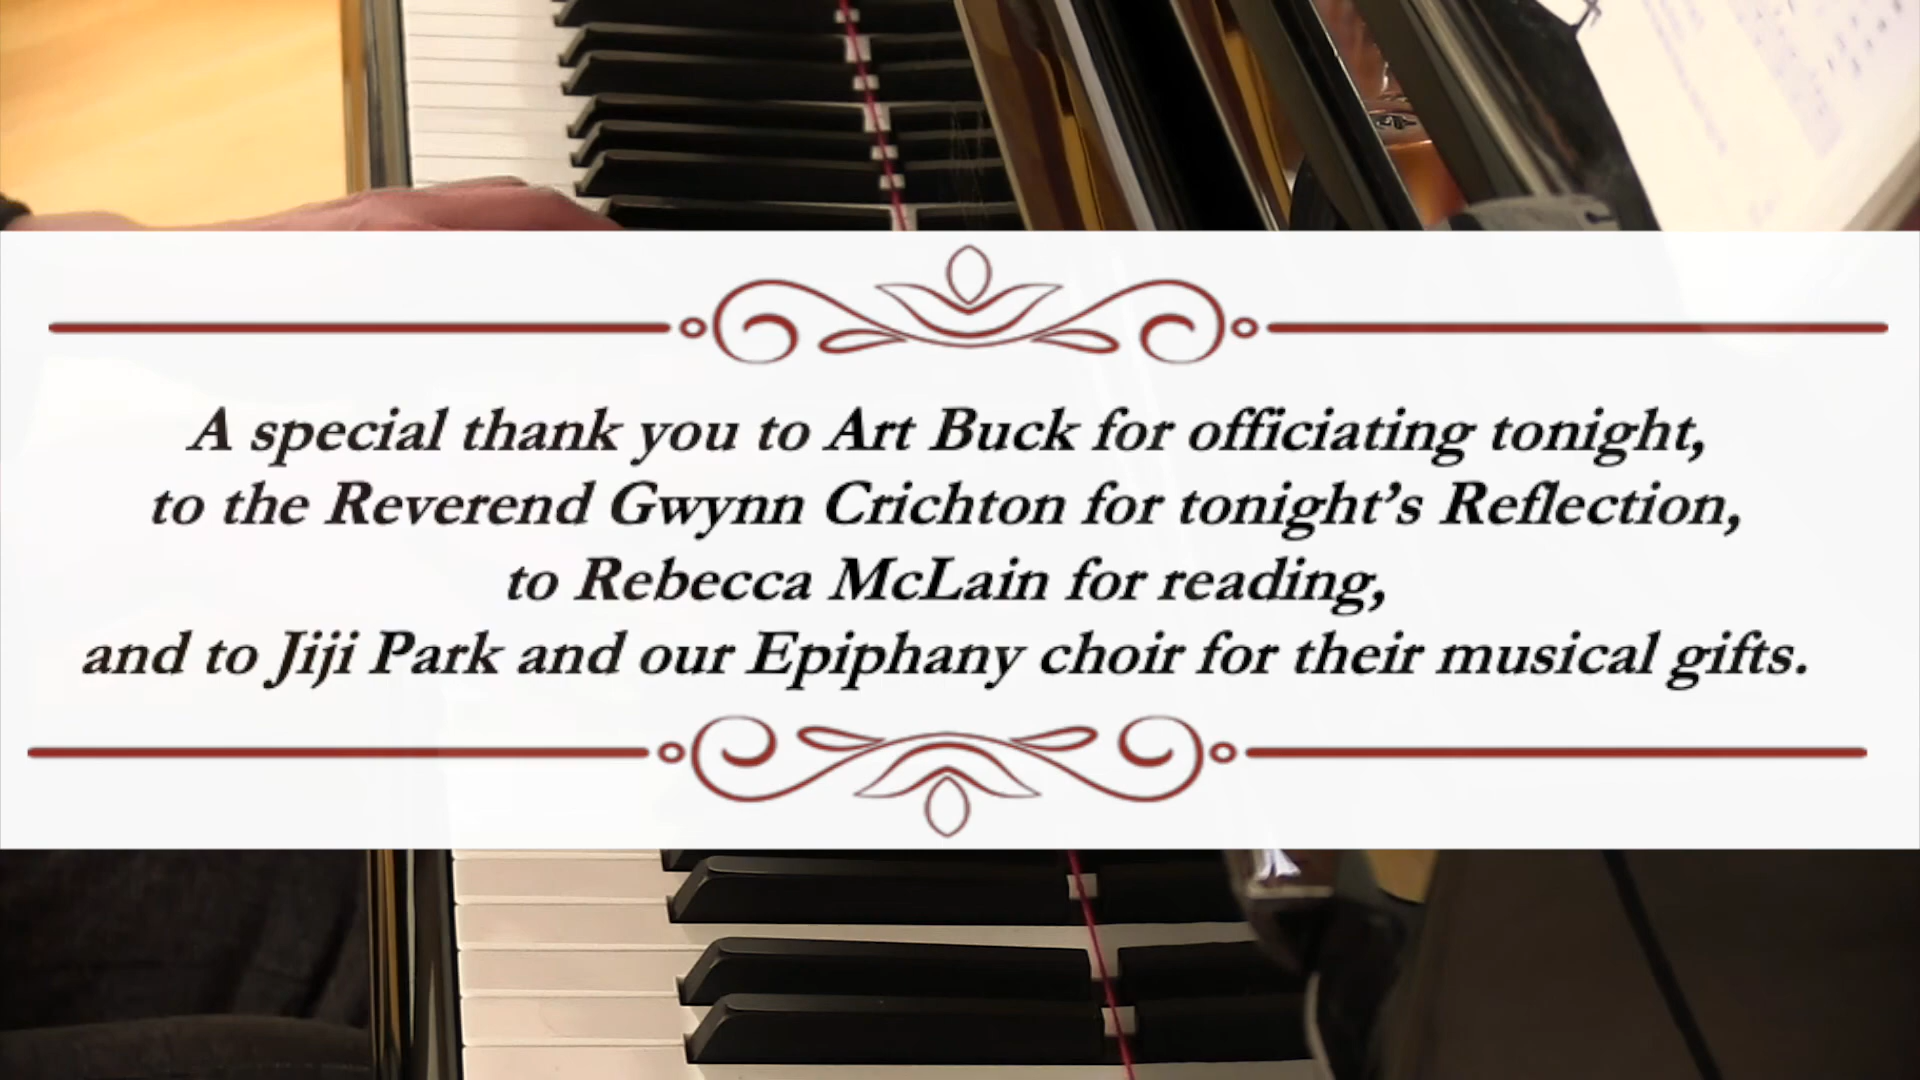 A special thank you to Art Buck for officiating tonight,
to the Reverend Gwynn Crichton for tonight’s Reflection,
to Rebecca McLain for reading,
and to Jiji Park and our Epiphany choir for their musical gifts.